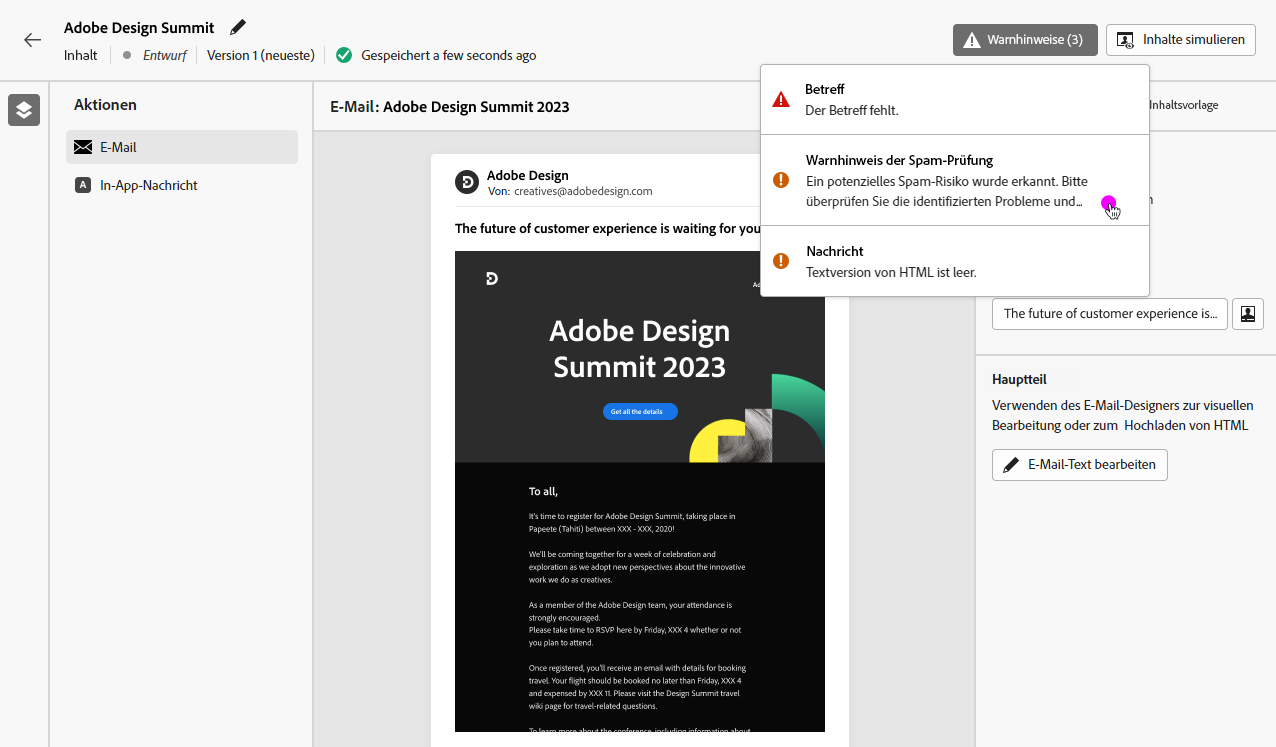 Adobe Design Summit
Inhalt
Entwurf
Version 1 (neueste)
Gespeichert a few seconds ago
Warnhinweise (3)
Inhalte simulieren
Aktionen
E-Mail
A In-App-Nachricht
E-Mail: Adobe Design Summit 2023
Betreff
Der Betreff fehlt.
Warnhinweis der Spam-Prüfung
Ein potenzielles Spam-Risiko wurde erkannt. Bitte
überprüfen Sie die identifizierten Probleme und...
Nachricht
Textversion von HTML ist leer.
Inhaltsvorlage
Adobe Design
Von: creatives@adobedesign.com
The future of customer experience is waiting for you
Adobe Design
Summit 2023
Get all the details
To all,
It's time to register for Adobe Design Summit, taking place in
Papeete (Tahiti) between XXX - XXX, 2020!
We'll be coming together for a week of celebration and
exploration as we adopt new perspectives about the innovative
work we do as creatives.
As a member of the Adobe Design team, your attendance is
strongly encouraged.
Please take time to RSVP here by Friday, XXX 4 whether or not
you plan to attend.
Once registered, you'll receive an email with details for booking
travel. Your flight should be booked no later than Friday, XXX 4
and expensed by XXX 11. Please visit the Design Summit travel
wiki page for travel-related questions.
To learn more about the conference, including information about
The future of customer experience is...
Hauptteil
Verwenden des E-Mail-Designers zur visuellen
Bearbeitung oder zum Hochladen von HTML
E-Mail-Text bearbeiten